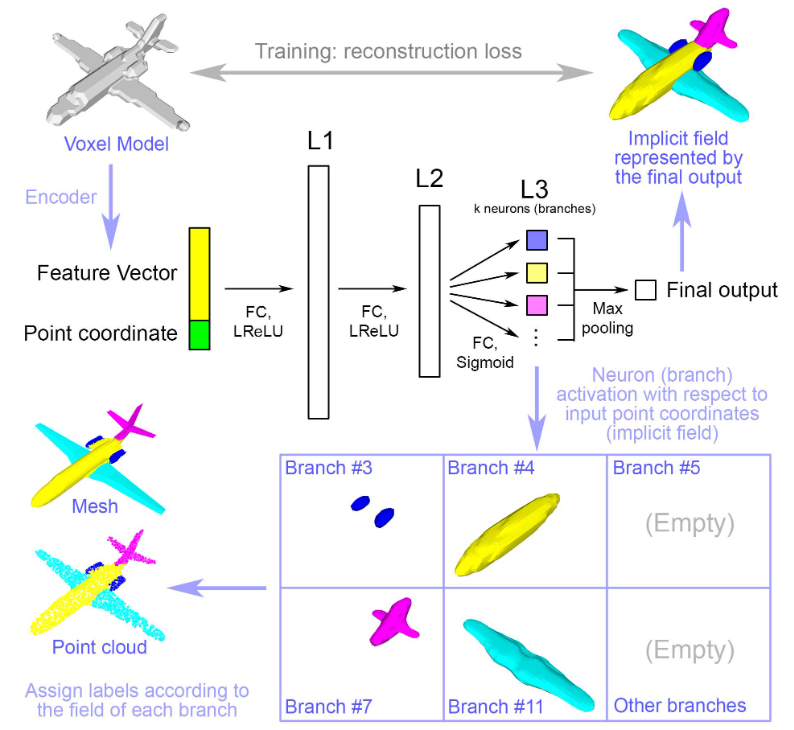 Training: reconstruction loss
Voxel Model
Implicit field
represented by
the final output
Encoder
L1
L2
L3
k neurons (branches)
Feature Vector
Point coordinate
FC,
LReLU
FC,
LReLU
FC,
Sigmoid
⋮
Max
pooling
Final output
Neuron (branch)
activation with respect to
input point coordinates
(implicit field)
Mesh
Point cloud
Assign labels according to
the field of each branch
Branch #3
Branch #4
Branch #5
(Empty)
Branch #7
Branch #11
(Empty)
Other branches